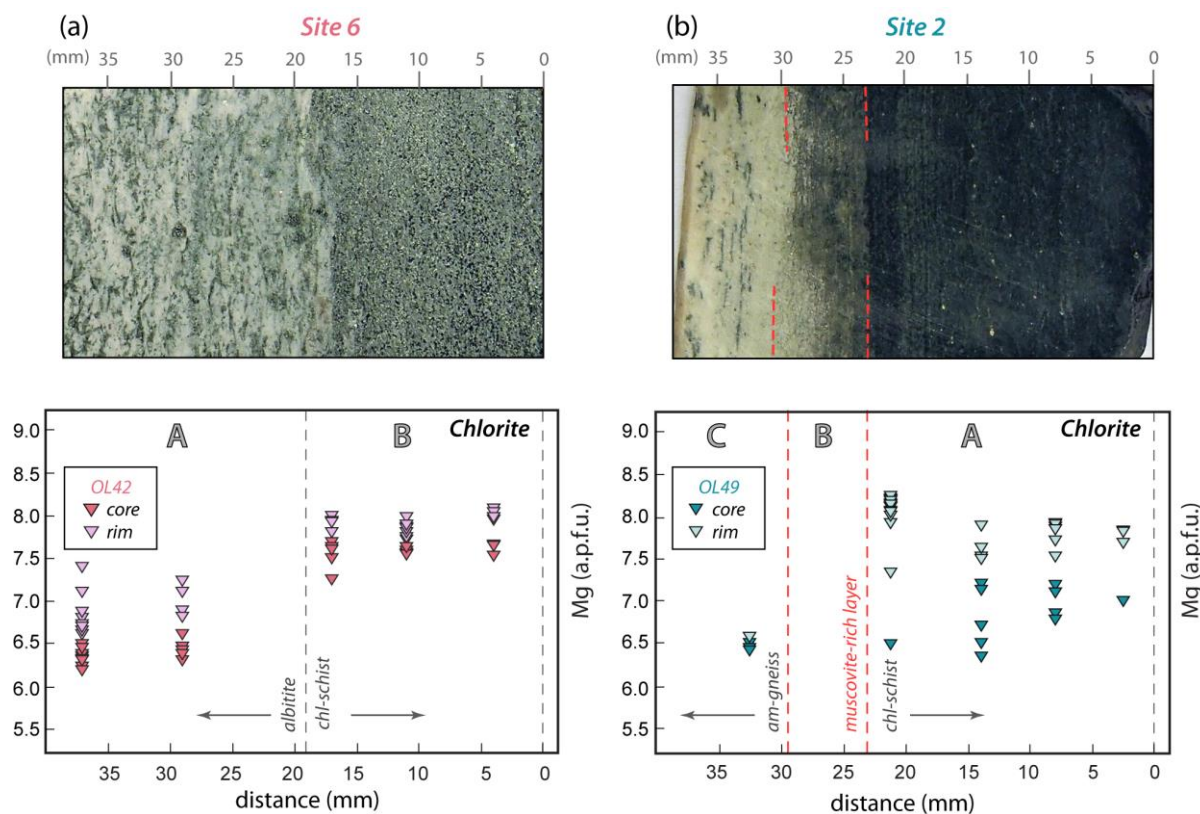 (a) Site 6
(mm) 35 30 25 20 15 10 5 0
A B Chlorite
9.0
8.5
8.0
7.5
7.0
6.5
6.0
5.5
OL42
core
rim
albitite
chl-schist
35 30 25 20 15 10 5 0
distance (mm)
Mg (a.p.f.u.)
(b) Site 2
(mm) 35 30 25 20 15 10 5 0
C B A Chlorite
9.0
8.5
8.0
7.5
7.0
6.5
6.0
5.5
OL49
core
rim
am-gneiss
muscovite-rich layer
chl-schist
35 30 25 20 15 10 5 0
distance (mm)
Mg (a.p.f.u.)